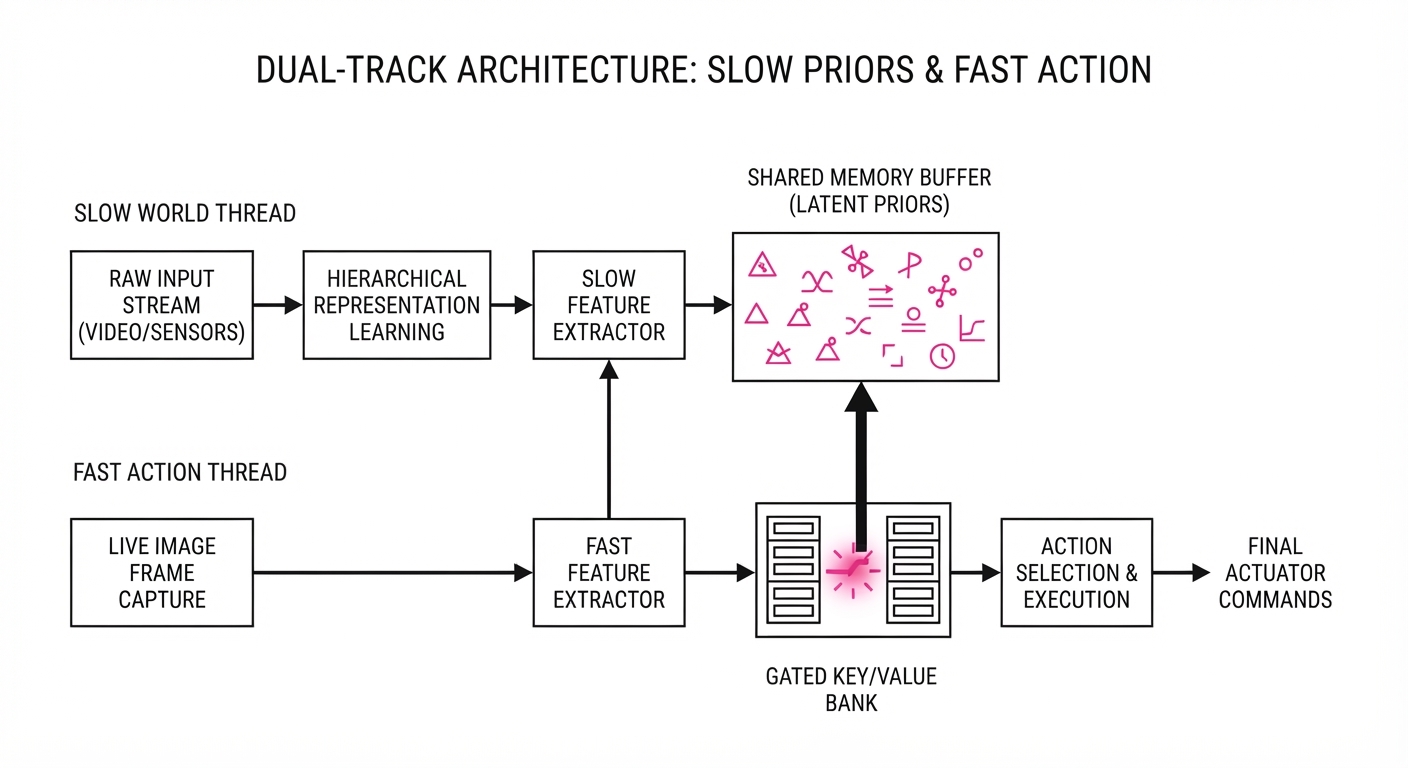 DUAL-TRACK ARCHITECTURE: SLOW PRIORS & FAST ACTION
SHARED MEMORY BUFFER
(LATENT PRIORS)
SLOW WORLD THREAD
RAW INPUT
STREAM
(VIDEO/SENSORS)
HIERARCHICAL
REPRESENTATION
LEARNING
SLOW
FEATURE
EXTRACTOR
FAST ACTION THREAD
LIVE IMAGE
FRAME
CAPTURE
FAST
FEATURE
EXTRACTOR
GATED KEY/VALUE
BANK
ACTION
SELECTION &
EXECUTION
FINAL
ACTUATOR
COMMANDS